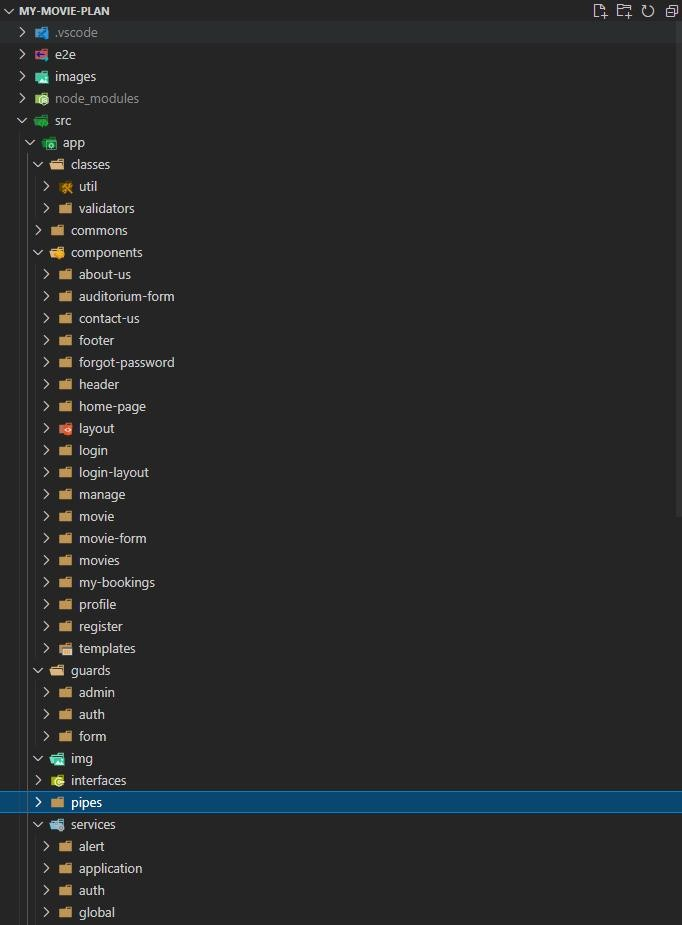 MY-MOVIE-PLAN
.vscode
e2e
images
node_modules
src
app
classes
util
validators
commons
components
about-us
auditorium-form
contact-us
footer
forgot-password
header
home-page
layout
login
login-layout
manage
movie
movie-form
movies
my-bookings
profile
register
templates
guards
admin
auth
form
img
interfaces
pipes
services
alert
application
auth
global